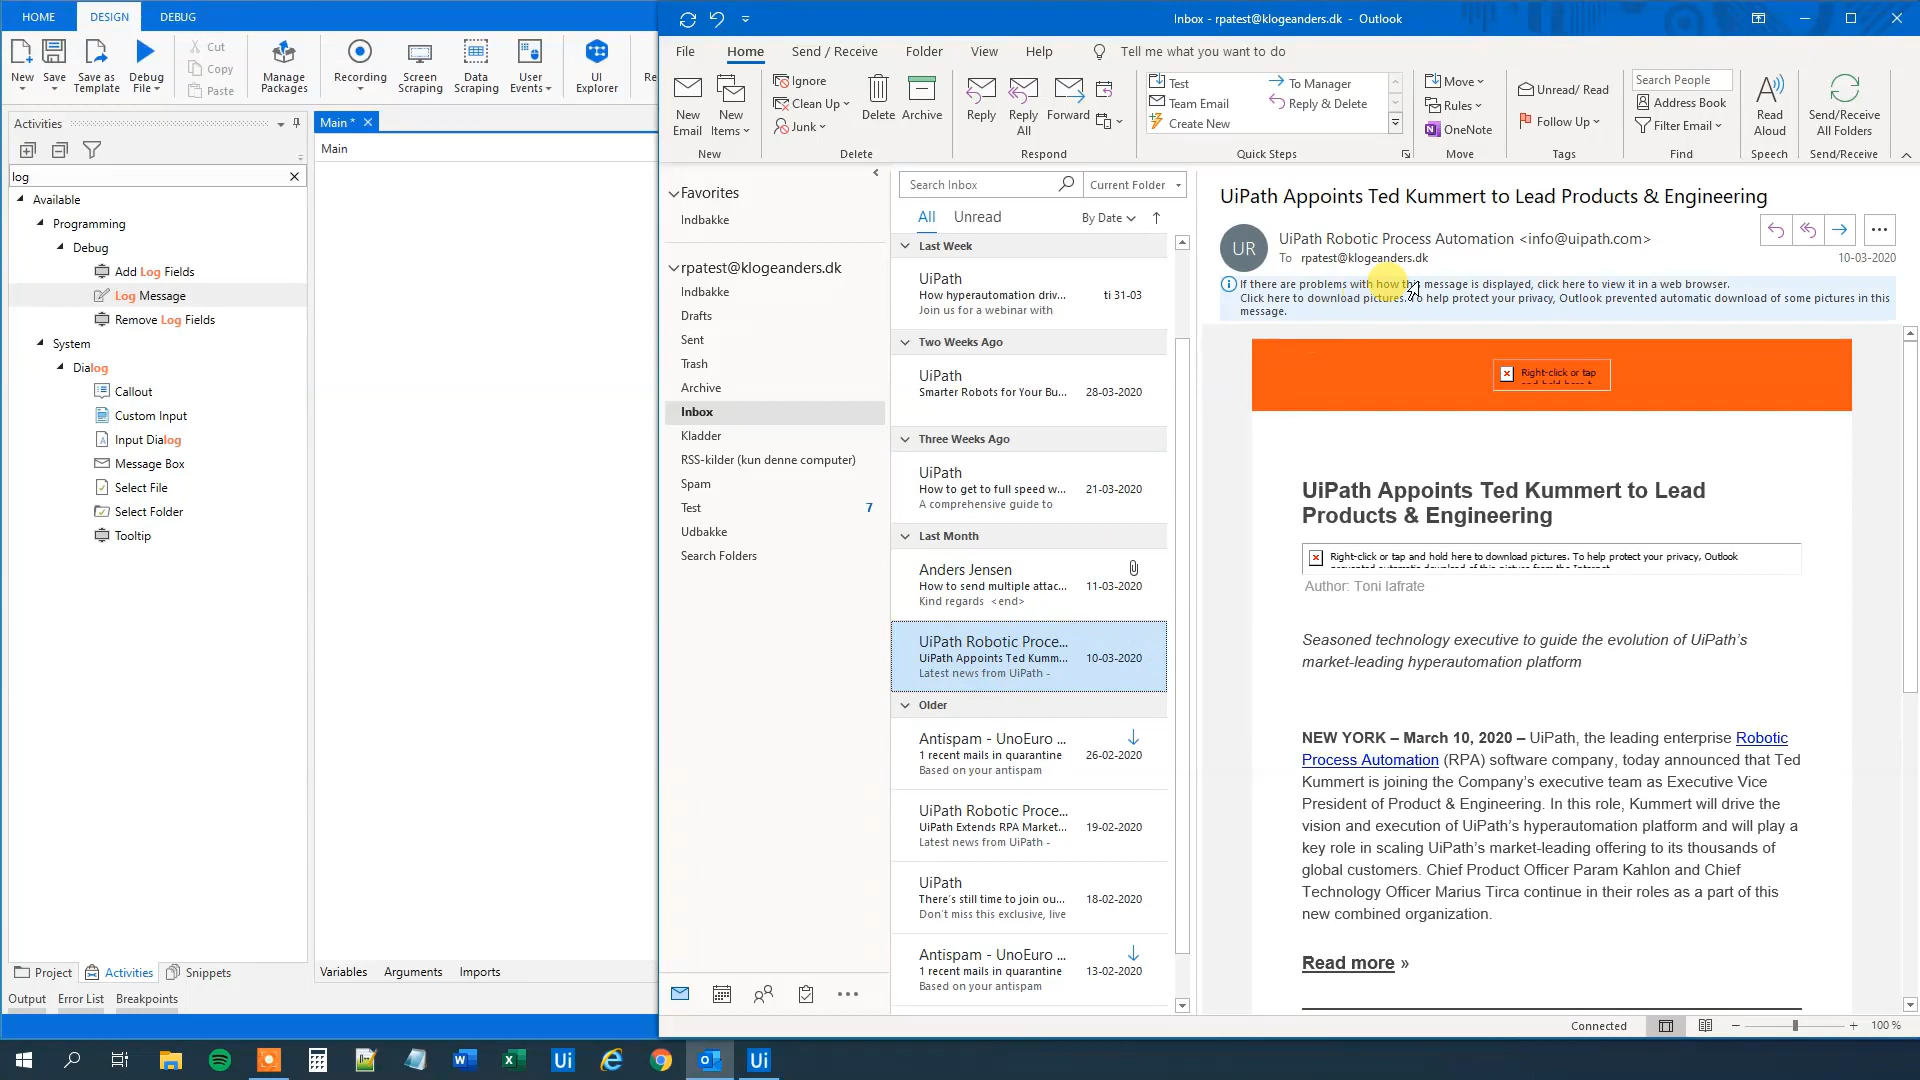 HOME
DESIGN
DEBUG
New
Save
Save as
Template
Debug
File
Cut
Copy
Paste
Manage
Packages
Recording
Screen
Scraping
Data
Scraping
User
Events
UI
Explorer
Re
Activities
log
Available
Programming
Debug
Add Log Fields
Log Message
Remove Log Fields
System
Dialog
Callout
Custom Input
Input Dialog
Message Box
Select File
Select Folder
Tooltip
Project
Activities
Snippets
Output
Error List
Breakpoints
Main *
Main
Variables
Arguments
Imports
Inbox - rpatest@klogeanders.dk - Outlook
File
Home
Send / Receive
Folder
View
Help
Tell me what you want to do
New
Email
New
Items
New
Ignore
Clean Up
Junk
Delete
Archive
Delete
Reply
Reply
All
Forward
Respond
Test
Team Email
Create New
To Manager
Reply & Delete
Quick Steps
Move
Rules
OneNote
Move
Unread/ Read
Follow Up
Tags
Search People
Address Book
Filter Email
Find
Read
Aloud
Speech
Send/Receive
All Folders
Send/Receive
Favorites
Indbakke
rpatest@klogeanders.dk
Indbakke
Drafts
Sent
Trash
Archive
Inbox
Kladder
RSS-kilder (kun denne computer)
Spam
Test 7
Udbakke
Search Folders
Search Inbox
Current Folder
All
Unread
By Date
Last Week
UiPath
How hyperautomation driv... ti 31-03
Join us for a webinar with
Two Weeks Ago
UiPath
Smarter Robots for Your Bu... 28-03-2020
Three Weeks Ago
UiPath
How to get to full speed w... 21-03-2020
A comprehensive guide to
Last Month
Anders Jensen
How to send multiple attac... 11-03-2020
Kind regards <end>
UiPath Robotic Proce...
UiPath Appoints Ted Kumm... 10-03-2020
Latest news from UiPath -
Older
Antispam - UnoEuro ...
1 recent mails in quarantine 26-02-2020
Based on your antispam
UiPath Robotic Proce...
UiPath Extends RPA Market... 19-02-2020
Latest news from UiPath -
UiPath
There's still time to join ou... 18-02-2020
Don't miss this exclusive, live
Antispam - UnoEuro ...
1 recent mails in quarantine 13-02-2020
Based on your antispam
UiPath Appoints Ted Kummert to Lead Products & Engineering
UR
UiPath Robotic Process Automation <info@uipath.com>
To rpatest@klogeanders.dk
10-03-2020
If there are problems with how this message is displayed, click here to view it in a web browser.
Click here to download pictures. To help protect your privacy, Outlook prevented automatic download of some pictures in this
message.
Right-click or tap
and hold here t
UiPath Appoints Ted Kummert to Lead
Products & Engineering
Right-click or tap and hold here to download pictures. To help protect your privacy, Outlook
prevented automatic download of this picture from the Internet.
Author: Toni Iafrate
Seasoned technology executive to guide the evolution of UiPath's
market-leading hyperautomation platform
NEW YORK – March 10, 2020 – UiPath, the leading enterprise Robotic
Process Automation (RPA) software company, today announced that Ted
Kummert is joining the Company's executive team as Executive Vice
President of Product & Engineering. In this role, Kummert will drive the
vision and execution of UiPath's hyperautomation platform and will play a
key role in scaling UiPath's market-leading offering to its thousands of
global customers. Chief Product Officer Param Kahlon and Chief
Technology Officer Marius Tirca continue in their roles as a part of this
new combined organization.
Read more »
Connected
100 %
Ui
Ui